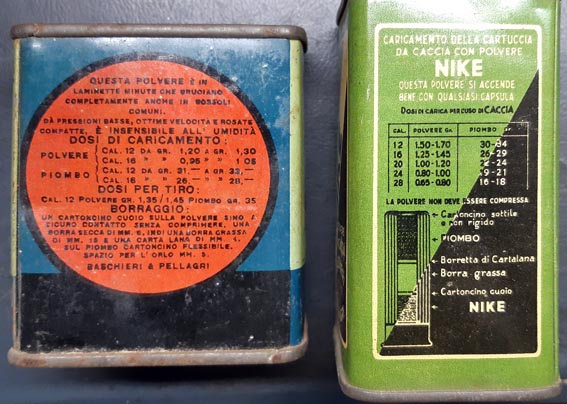 QUESTA POLVERE È IN
LAMINETTE MINUTE CHE BRUCIANO
COMPLETAMENTE ANCHE IN BOSSOLI
COMUNI.
DÀ PRESSIONI BASSE, OTTIME VELOCITÀ E ROSATE
COMPATTE, È INSENSIBILE ALL' UMIDITÀ
DOSI DI CARICAMENTO:
POLVERE { CAL. 12 DA GR. 1,20 A GR. 1,30
CAL. 16 » » 0,95 » » 1 05
PIOMBO { CAL. 12 DA GR. 31,— A GR. 33,—
CAL. 16 » » 26,— » » 28,—
DOSI PER TIRO:
CAL. 12 POLVERE GR. 1,35/1,45 PIOMBO GR. 35
BORRAGGIO:
UN CARTONCINO CUOIO SULLA POLVERE SINO A
SICURO CONTATTO SENZA COMPRIMERE, UNA
BORRA SECCA DI MM. 6, IND UNA BORRA GRASSA
DI MM. 12 E UNA CARTA LANA DI MM. 4,
SUL PIOMBO CARTONCINO FLESSIBILE.
SPAZIO PER L'ORLO MM. 5.
BASCHIERI & PELLAGRI
CARICAMENTO DELLA CARTUCCIA
DA CACCIA CON POLVERE
NIKE
QUESTA POLVERE SI ACCENDE
BENE CON QUALSIASI CAPSULA
DOSI DI CARICA PER L'USO DI CACCIA
CAL. POLVERE GR. PIOMBO
12 1.50-1.70 30-34
16 1.25-1.45 26-29
20 1.00-1.20 22-24
24 0.80-1.00 19-21
28 0.65-0.80 16-18
LA POLVERE NON DEVE ESSERE COMPRESSA
Cartoncino sottile
e non rigido
PIOMBO
Borretta di Cartalana
Borra grassa
Cartoncino cuoio
NIKE